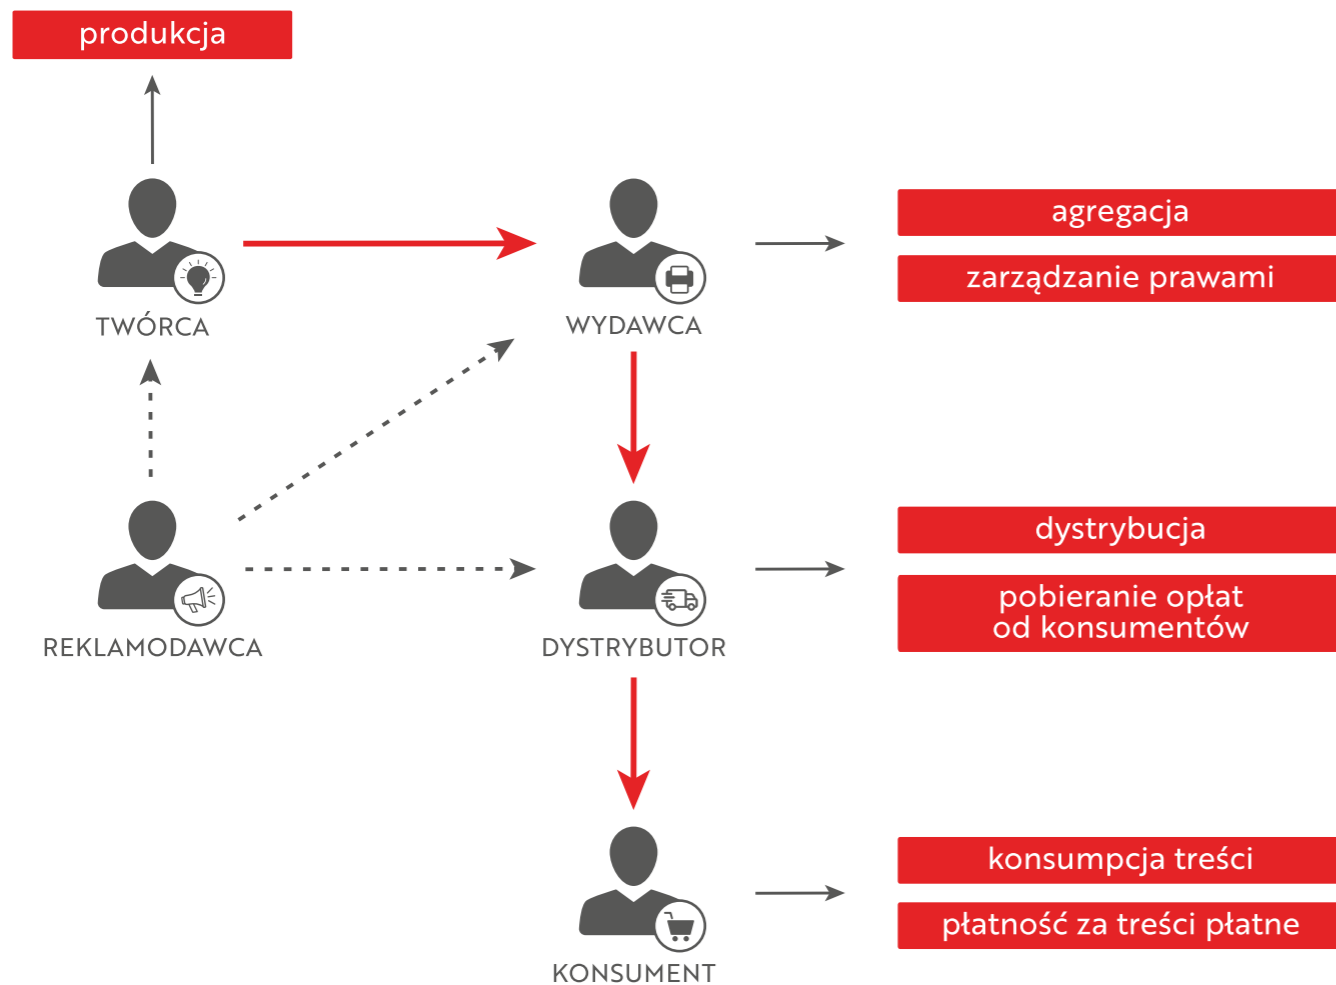 produkcja
agregacja
zarządzanie prawami
TWÓRCA
WYDAWCA
dystrybucja
pobieranie opłat
od konsumentów
REKLAMODAWCA
DYSTRYBUTOR
konsumpcja treści
płatność za treści płatne
KONSUMENT